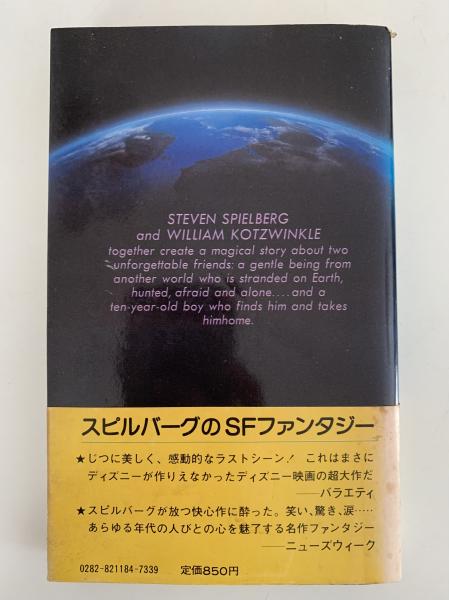 STEVEN SPIELBERG
and WILLIAM KOTZWINKLE
together create a magical story about two
unforgettable friends: a gentle being from
another world who is stranded on Earth,
hunted, afraid and alone....and a
ten-year-old boy who finds him and takes
himhome.
スピルバーグのSFファンタジー
★じつに美しく、感動的なラストシーン! これはまさに
ディズニーが作りえなかったディズニー映画の超大作だ
——バラエティ
★スピルバーグが放つ快心作に酔った。笑い、驚き、涙……
あらゆる年代の人びとの心を魅了する名作ファンタジー
——ニューズウィーク
0282-821184-7339 定価850円